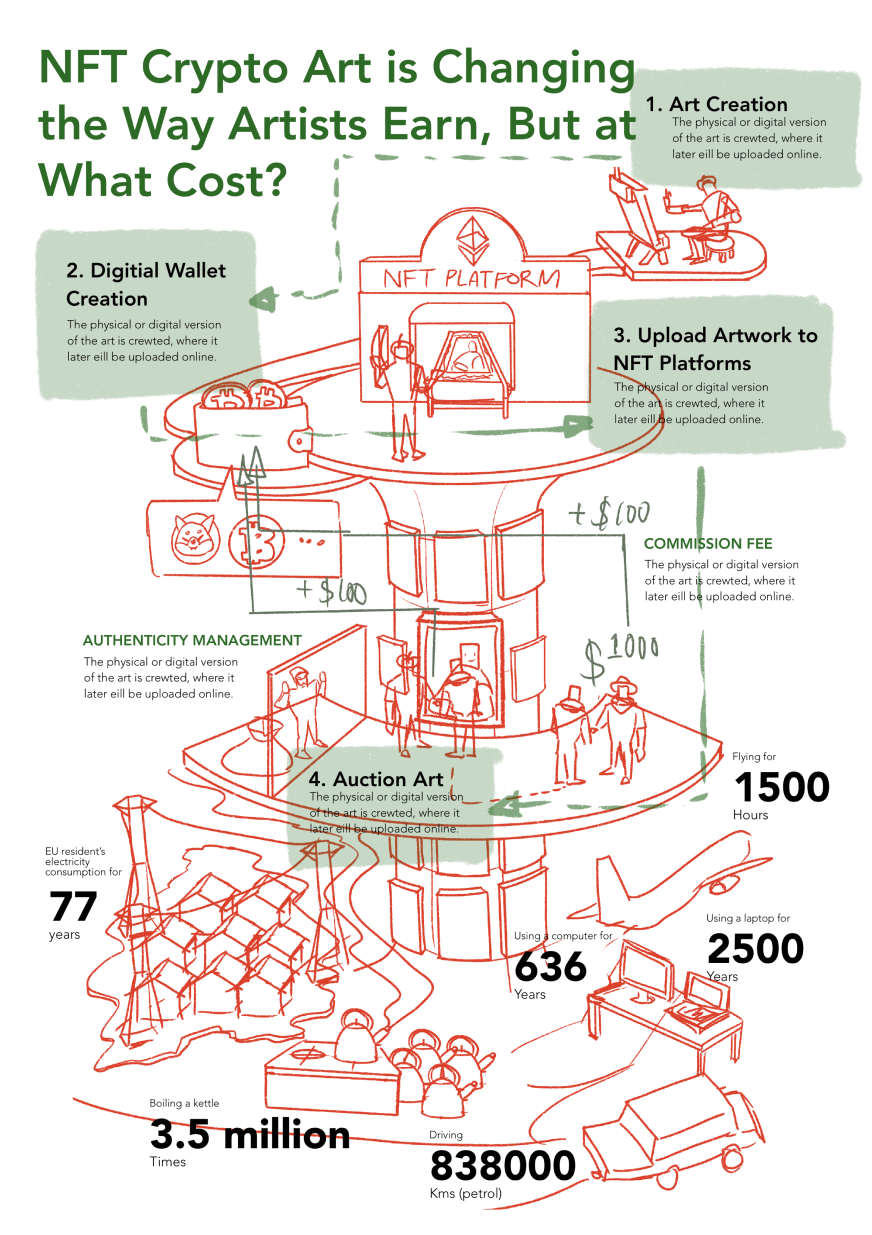 NFT Crypto Art is Changing
the Way Artists Earn, But at
What Cost?
1. Art Creation
The physical or digital version
of the art is crewted, where it
later eill be uploaded online.
2. Digitial Wallet
Creation
The physical or digital version
of the art is crewted, where it
later eill be uploaded online.
NFT PLATFORM
3. Upload Artwork to
NFT Platforms
The physical or digital version
of the art is crewted, where it
later eill be uploaded online.
+ $100
COMMISSION FEE
The physical or digital version
of the art is crewted, where it
later eill be uploaded online.
+ $100
AUTHENTICITY MANAGEMENT
The physical or digital version
of the art is crewted, where it
later eill be uploaded online.
$ 1000
4. Auction Art
The physical or digital version
of the art is crewted, where it
later eill be uploaded online.
Flying for
1500
Hours
EU resident's
electricity
consumption for
77
years
Using a computer for
636
Years
Using a laptop for
2500
Years
Boiling a kettle
3.5 million
Times
Driving
838000
Kms (petrol)